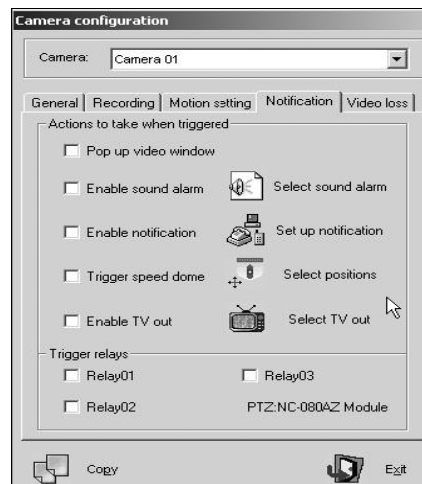 Camera configuration
Camera: Camera 01
General Recording Motion setting Notification Video loss
Actions to take when triggered
Pop up video window
Enable sound alarm Select sound alarm
Enable notification Set up notification
Trigger speed dome Select positions
Enable TV out Select TV out
Trigger relays
Relay01 Relay03
Relay02 PTZ:NC-080AZ Module
Copy Exit